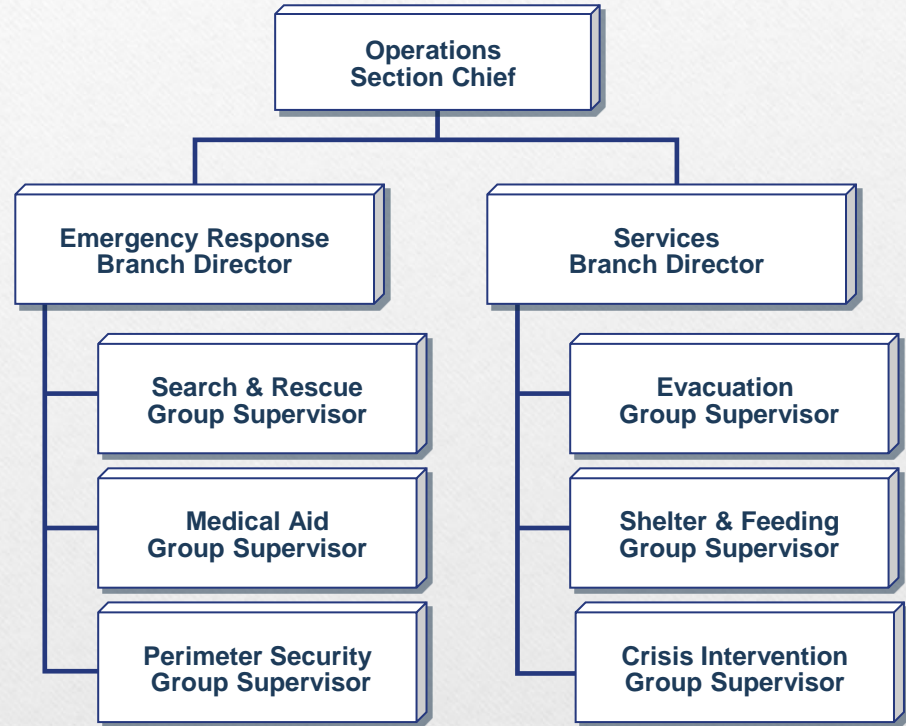 Operations
Section Chief
Emergency Response
Branch Director
Services
Branch Director
Search & Rescue
Group Supervisor
Medical Aid
Group Supervisor
Perimeter Security
Group Supervisor
Evacuation
Group Supervisor
Shelter & Feeding
Group Supervisor
Crisis Intervention
Group Supervisor